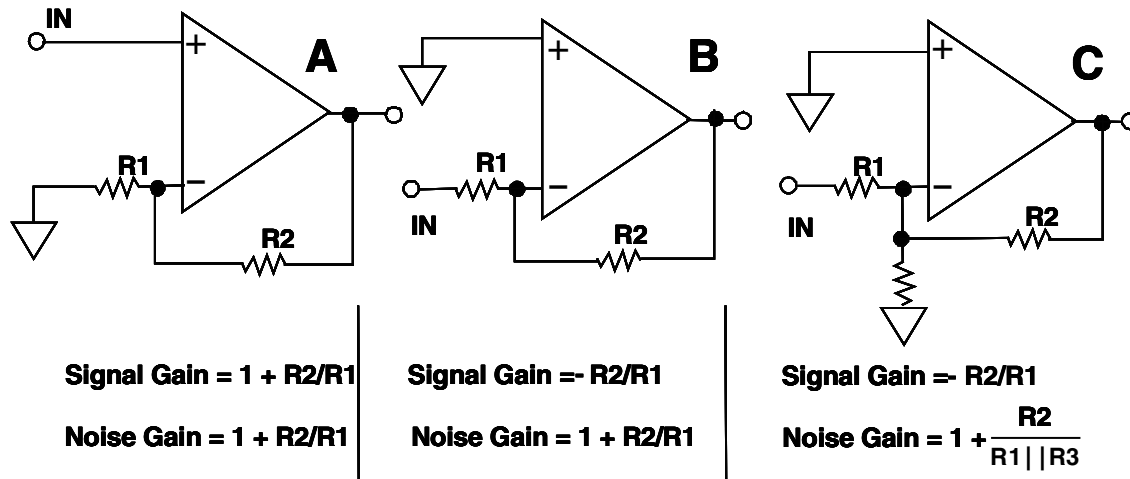 IN
+
A
R1
−
R2
Signal Gain = 1 + R2/R1
Noise Gain = 1 + R2/R1
+
B
R1
−
IN
R2
Signal Gain =- R2/R1
Noise Gain = 1 + R2/R1
+
C
R1
−
IN
R2
Signal Gain =- R2/R1
Noise Gain = 1 + R2
R1||R3